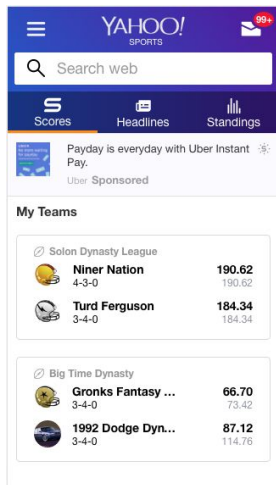 YAHOO!
SPORTS
99+
Search web
Scores
Headlines
Standings
Payday is everyday with Uber Instant
Pay.
Uber Sponsored
My Teams
Solon Dynasty League
Niner Nation 190.62
4-3-0 190.62
Turd Ferguson 184.34
3-4-0 184.34
Big Time Dynasty
Gronks Fantasy ... 66.70
3-4-0 73.42
1992 Dodge Dyn... 87.12
3-4-0 114.76